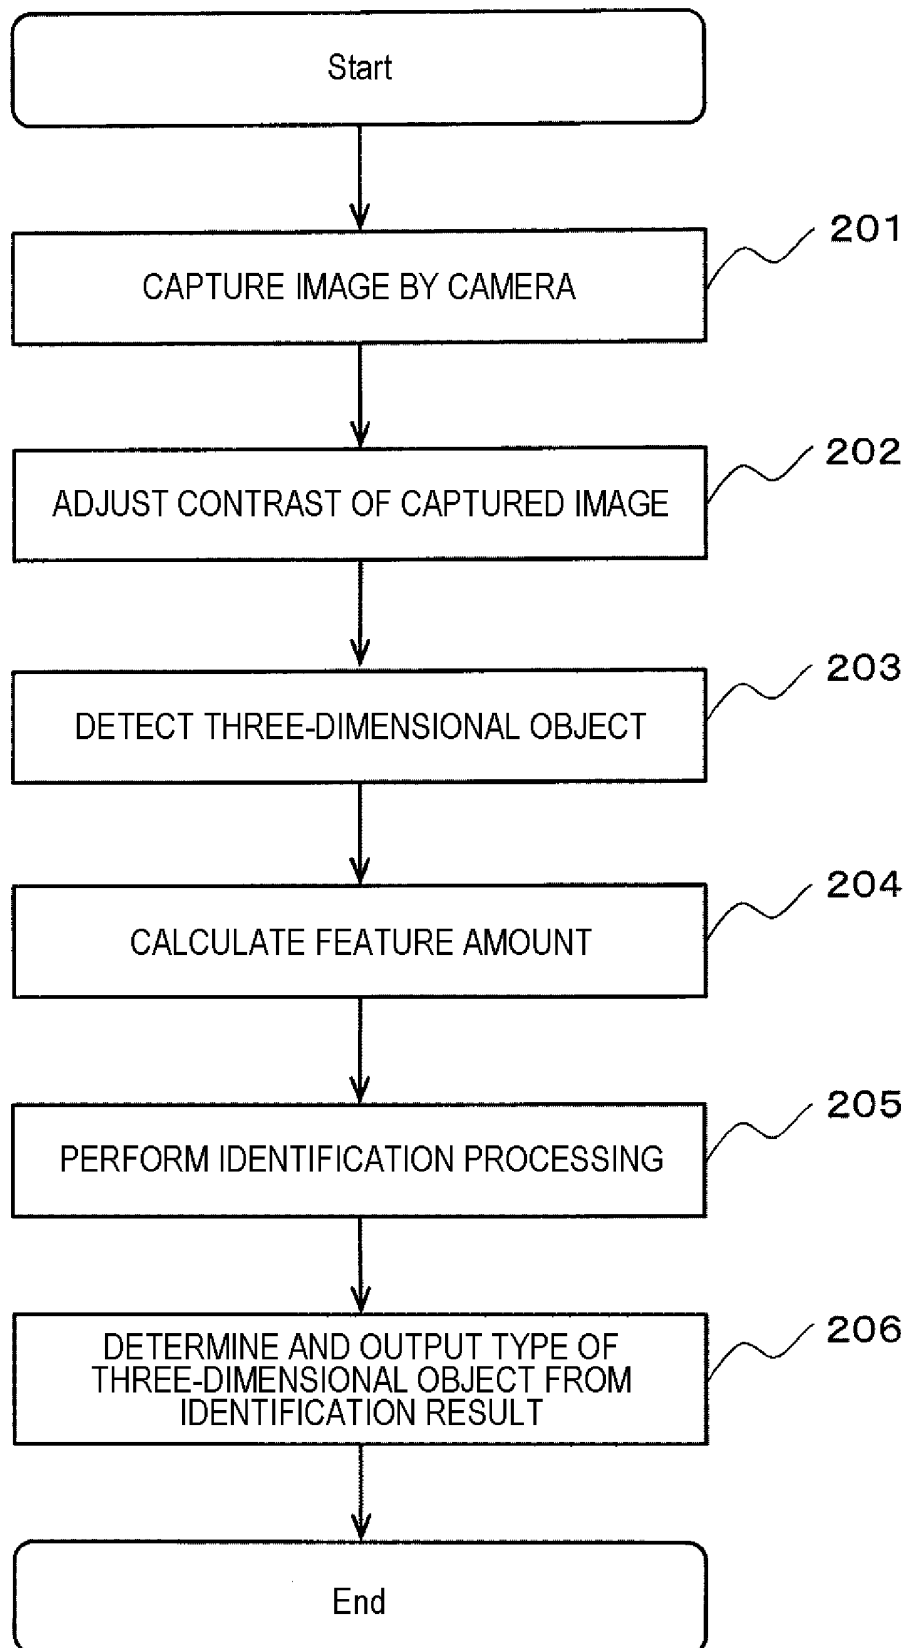 Start
201
CAPTURE IMAGE BY CAMERA
202
ADJUST CONTRAST OF CAPTURED IMAGE
203
DETECT THREE-DIMENSIONAL OBJECT
204
CALCULATE FEATURE AMOUNT
205
PERFORM IDENTIFICATION PROCESSING
206
DETERMINE AND OUTPUT TYPE OF
THREE-DIMENSIONAL OBJECT FROM
IDENTIFICATION RESULT
End